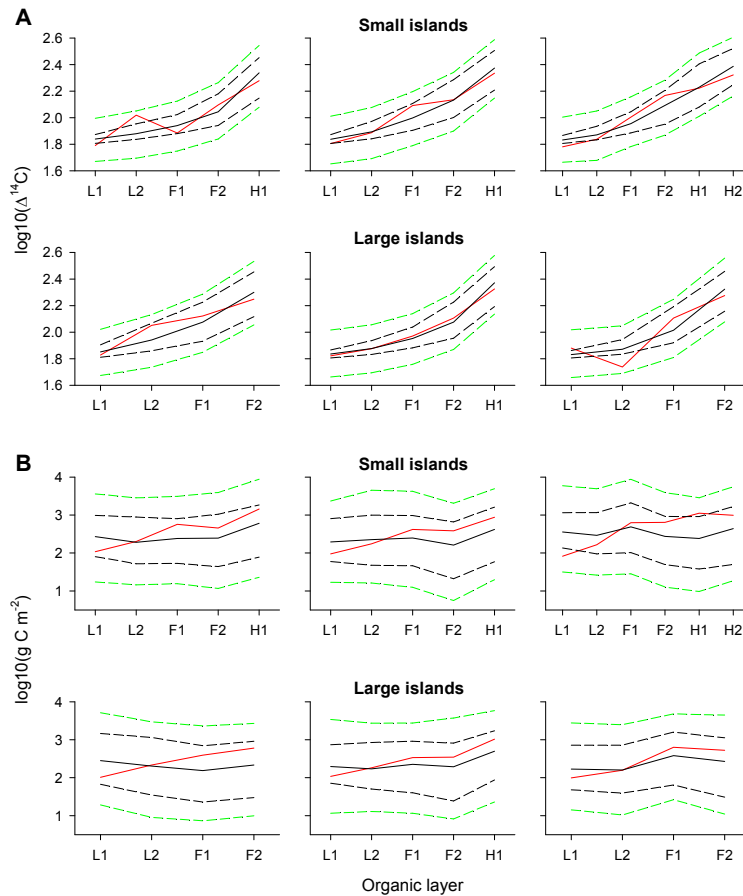 A
Small islands
2.6
2.4
2.2
2.0
1.8
1.6
L1 L2 F1 F2 H1
L1 L2 F1 F2 H1
L1 L2 F1 F2 H1 H2
log10(Δ¹⁴C)
Large islands
2.6
2.4
2.2
2.0
1.8
1.6
L1 L2 F1 F2
L1 L2 F1 F2 H1
L1 L2 F1 F2
B
Small islands
4
3
2
1
L1 L2 F1 F2 H1
L1 L2 F1 F2 H1
L1 L2 F1 F2 H1 H2
log10(g C m⁻²)
Large islands
4
3
2
1
L1 L2 F1 F2
L1 L2 F1 F2 H1
L1 L2 F1 F2
Organic layer